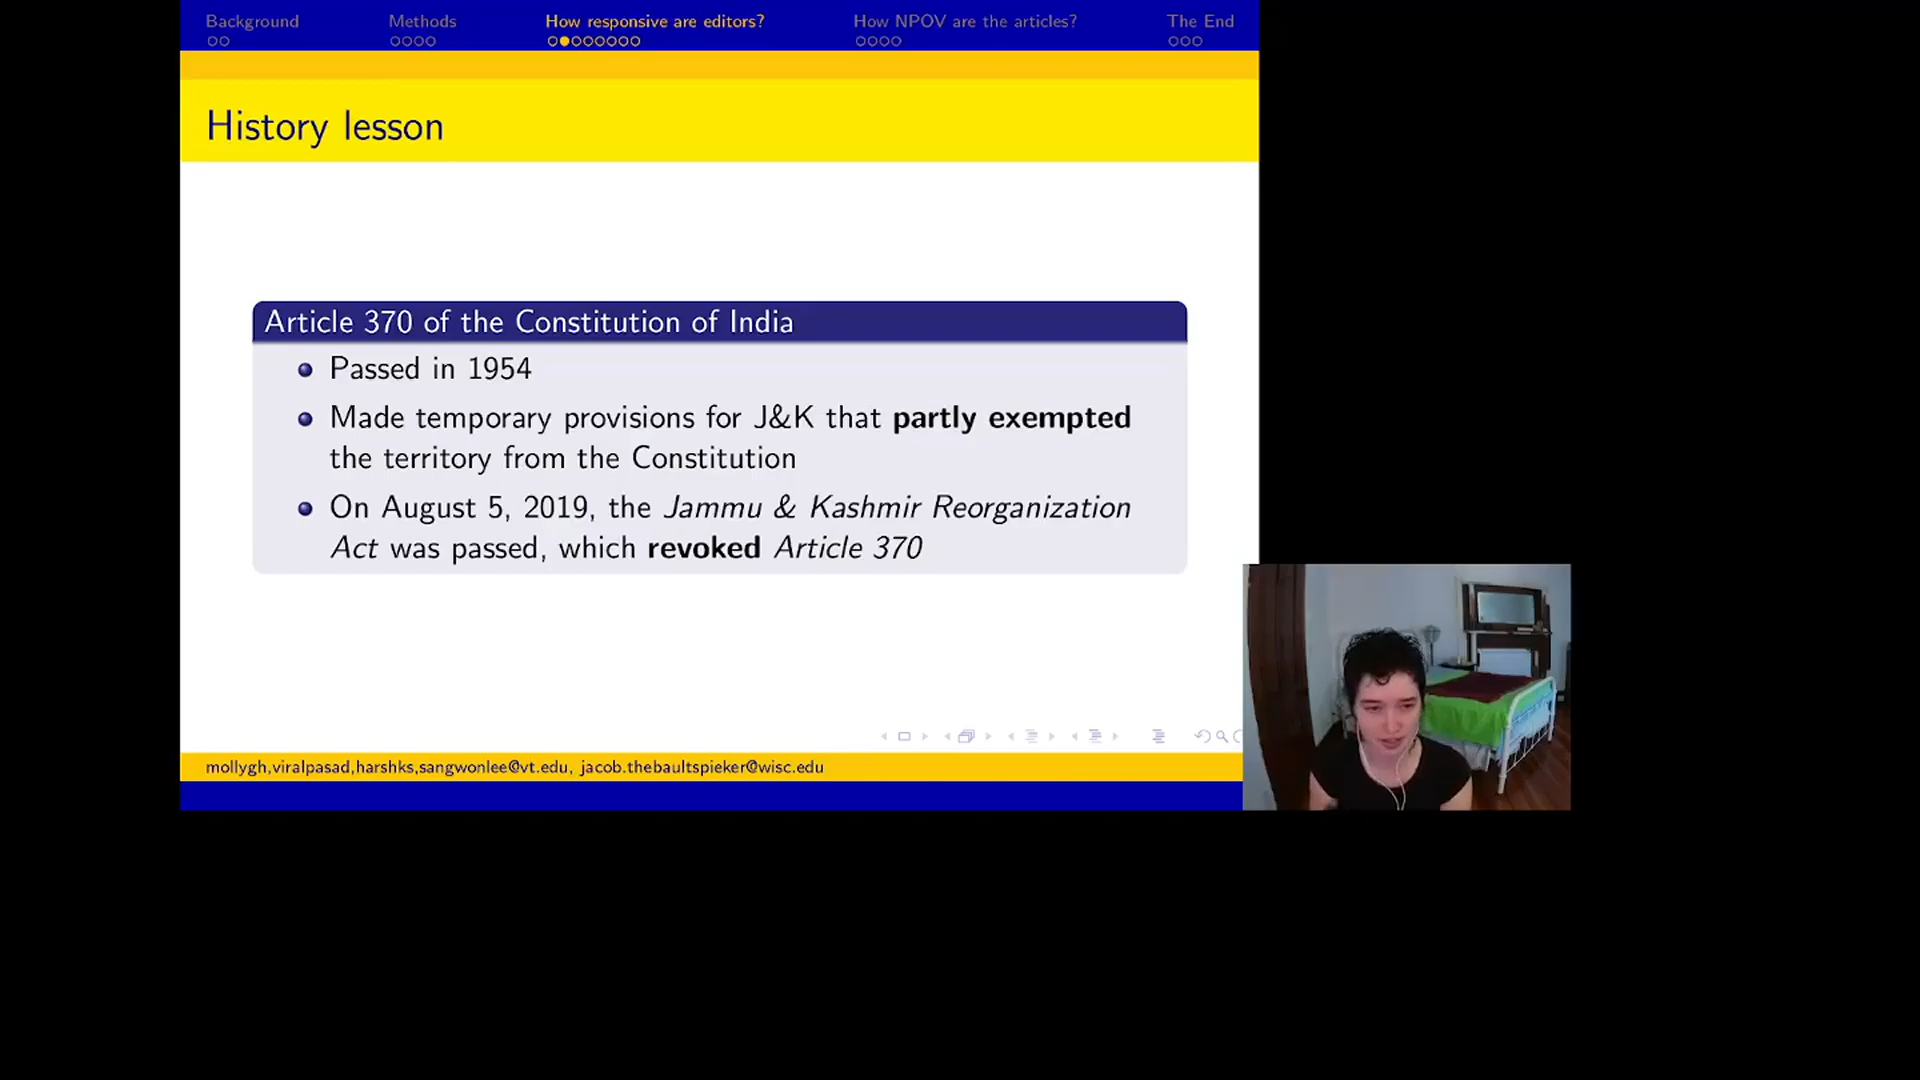 Background
Methods
How responsive are editors?
How NPOV are the articles?
The End
History lesson
Article 370 of the Constitution of India
Passed in 1954
Made temporary provisions for J&K that partly exempted
the territory from the Constitution
On August 5, 2019, the Jammu & Kashmir Reorganization
Act was passed, which revoked Article 370
mollygh,viralpasad,harshks,sangwonlee@vt.edu, jacob.thebaultspieker@wisc.edu